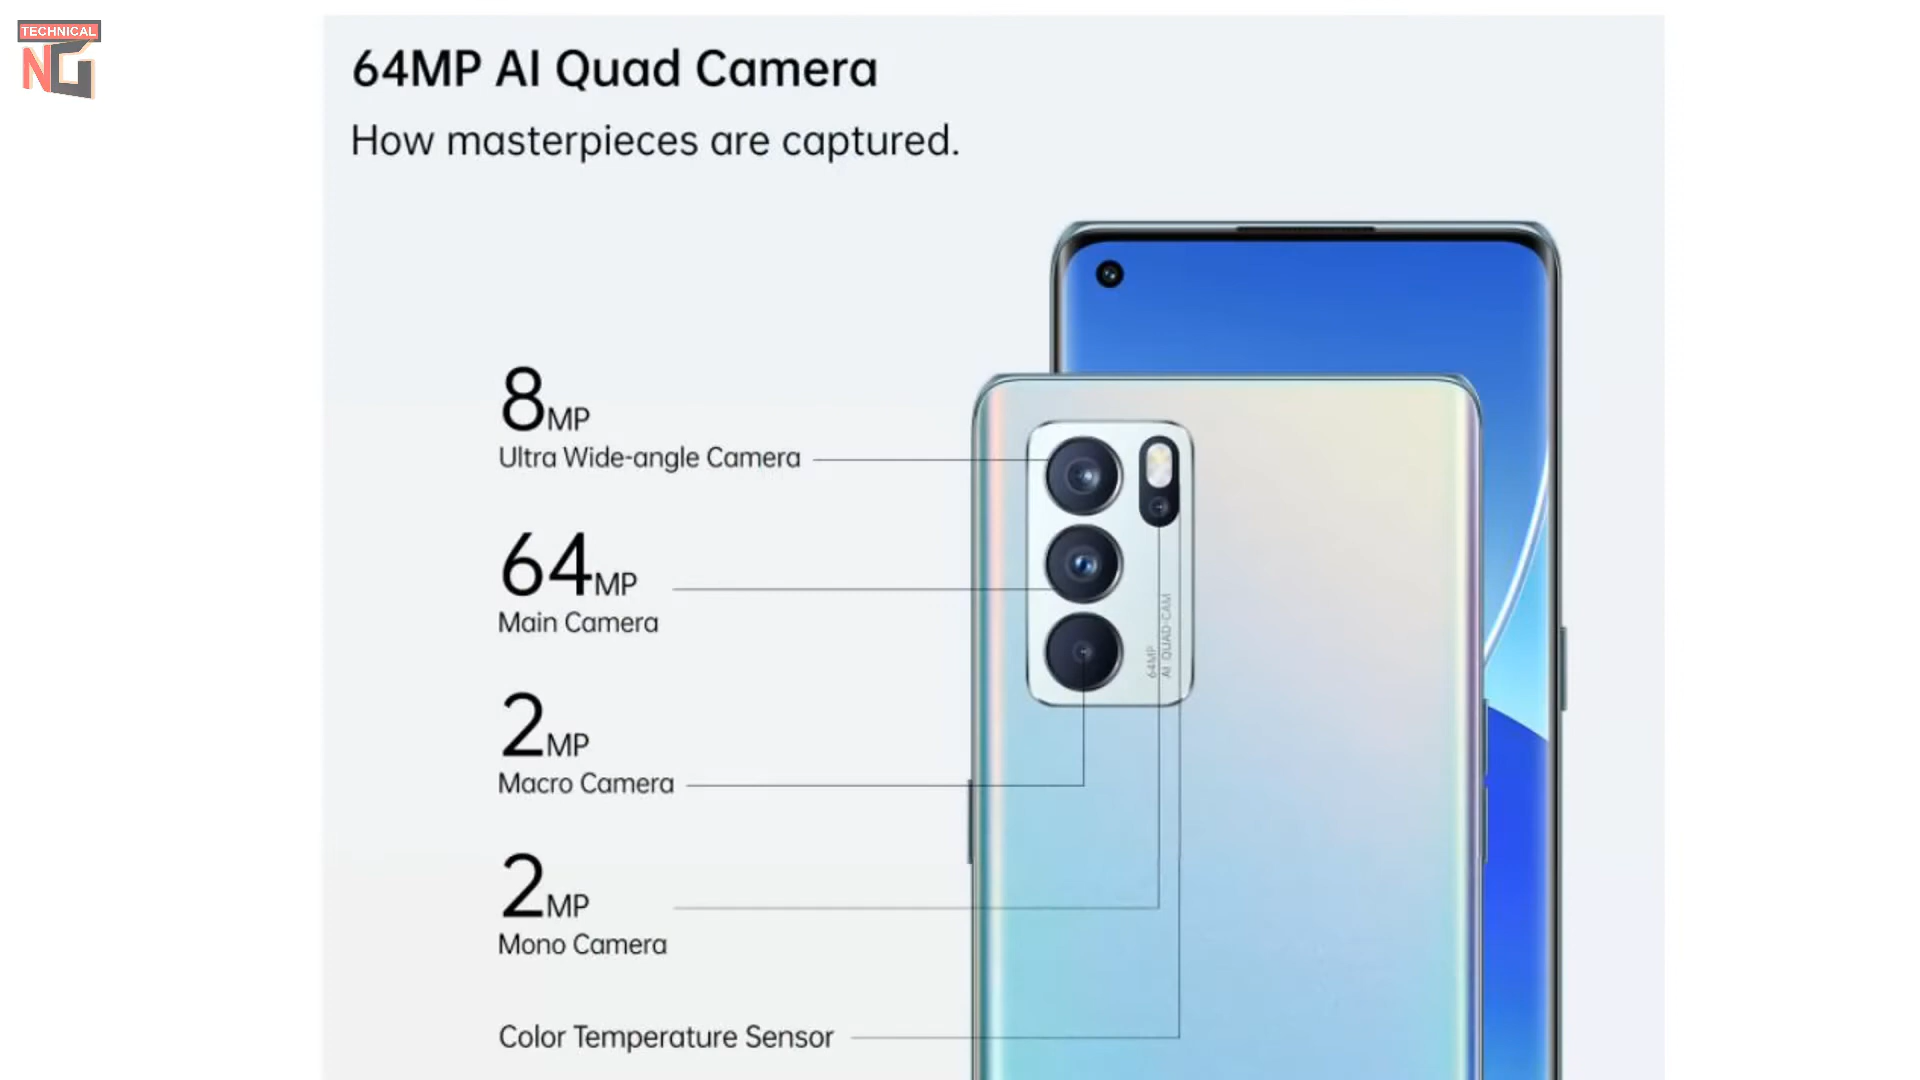 TECHNICAL
NG
64MP AI Quad Camera
How masterpieces are captured.
8MP
Ultra Wide-angle Camera
64MP
Main Camera
2MP
Macro Camera
2MP
Mono Camera
Color Temperature Sensor
64MP
AI QUAD-CAM